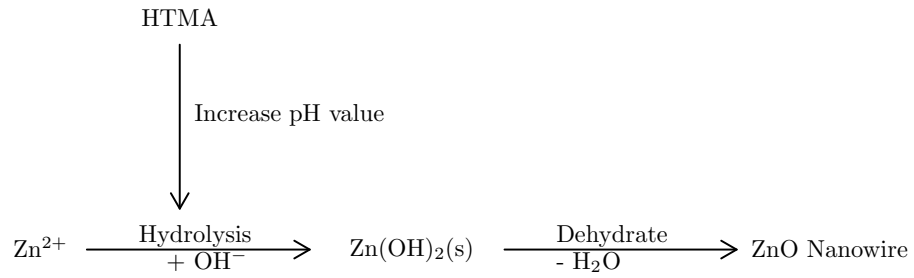 HTMA
Increase pH value
Zn²⁺
Hydrolysis
+ OH⁻
Zn(OH)₂(s)
Dehydrate
- H₂O
ZnO Nanowire